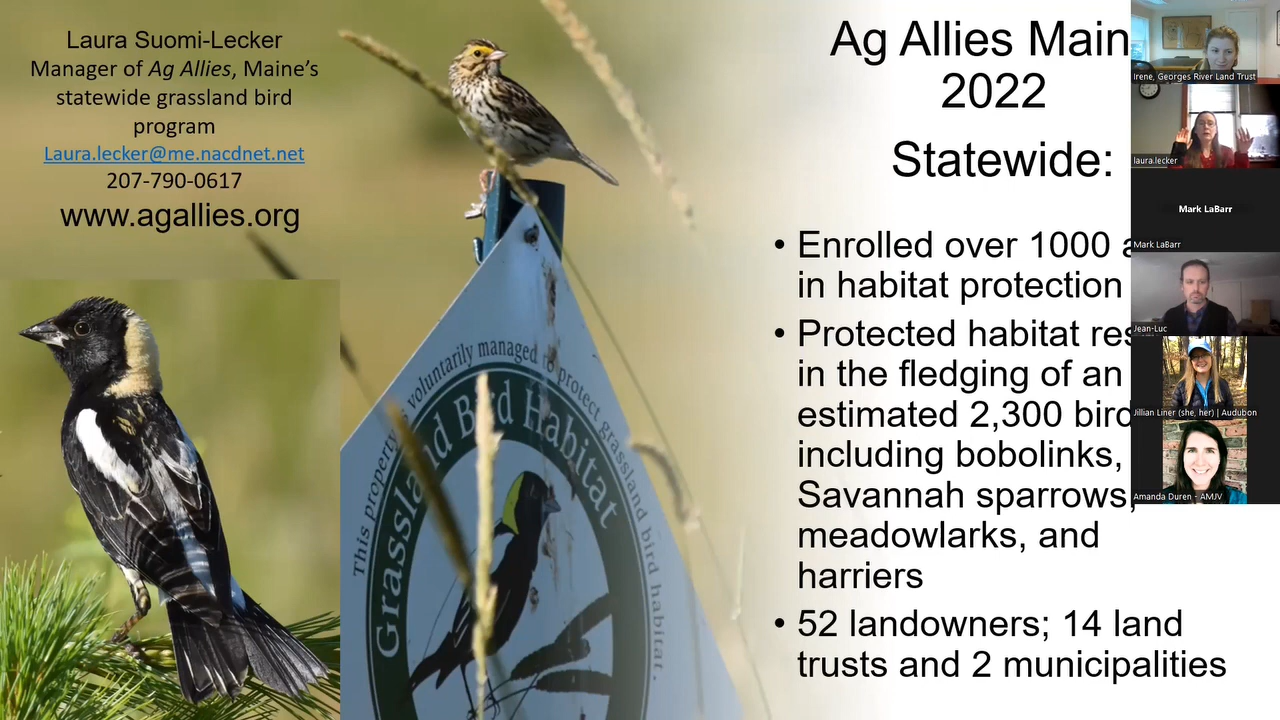 Laura Suomi-Lecker
Manager of Ag Allies, Maine's
statewide grassland bird
program
Laura.lecker@me.nacdnet.net
207-790-0617
www.agallies.org
This property is voluntarily managed to protect grassland bird habitat.
Grassland Bird Habitat
Ag Allies Main
2022
Statewide:
• Enrolled over 1000 a
in habitat protection
• Protected habitat res
in the fledging of an
estimated 2,300 bird
including bobolinks,
Savannah sparrows,
meadowlarks, and
harriers
• 52 landowners; 14 land
trusts and 2 municipalities
Irene, Georges River Land Trust
laura.lecker
Mark LaBarr
Mark LaBarr
Jean-Luc
Jillian Liner (she, her) | Audubon
Amanda Duren - AMJV